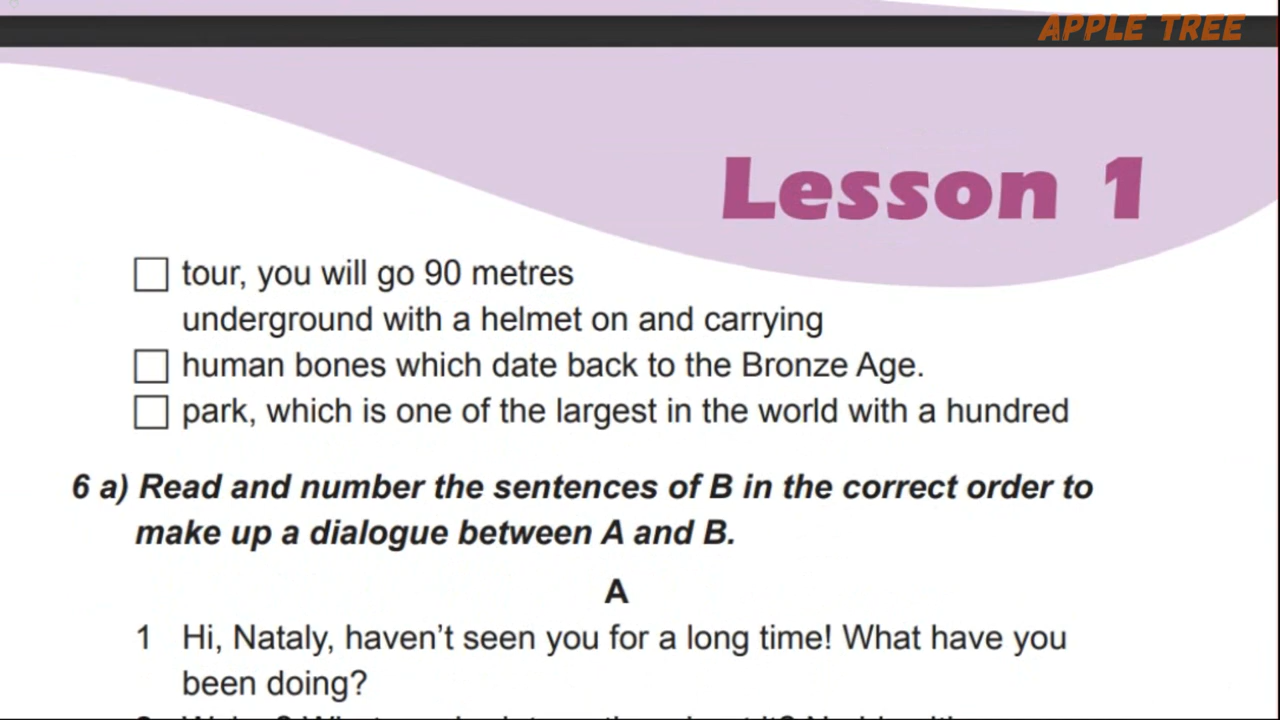 APPLE TREE
Lesson 1
tour, you will go 90 metres
underground with a helmet on and carrying
human bones which date back to the Bronze Age.
park, which is one of the largest in the world with a hundred
6 a) Read and number the sentences of B in the correct order to
make up a dialogue between A and B.
A
1 Hi, Nataly, haven't seen you for a long time! What have you
been doing?